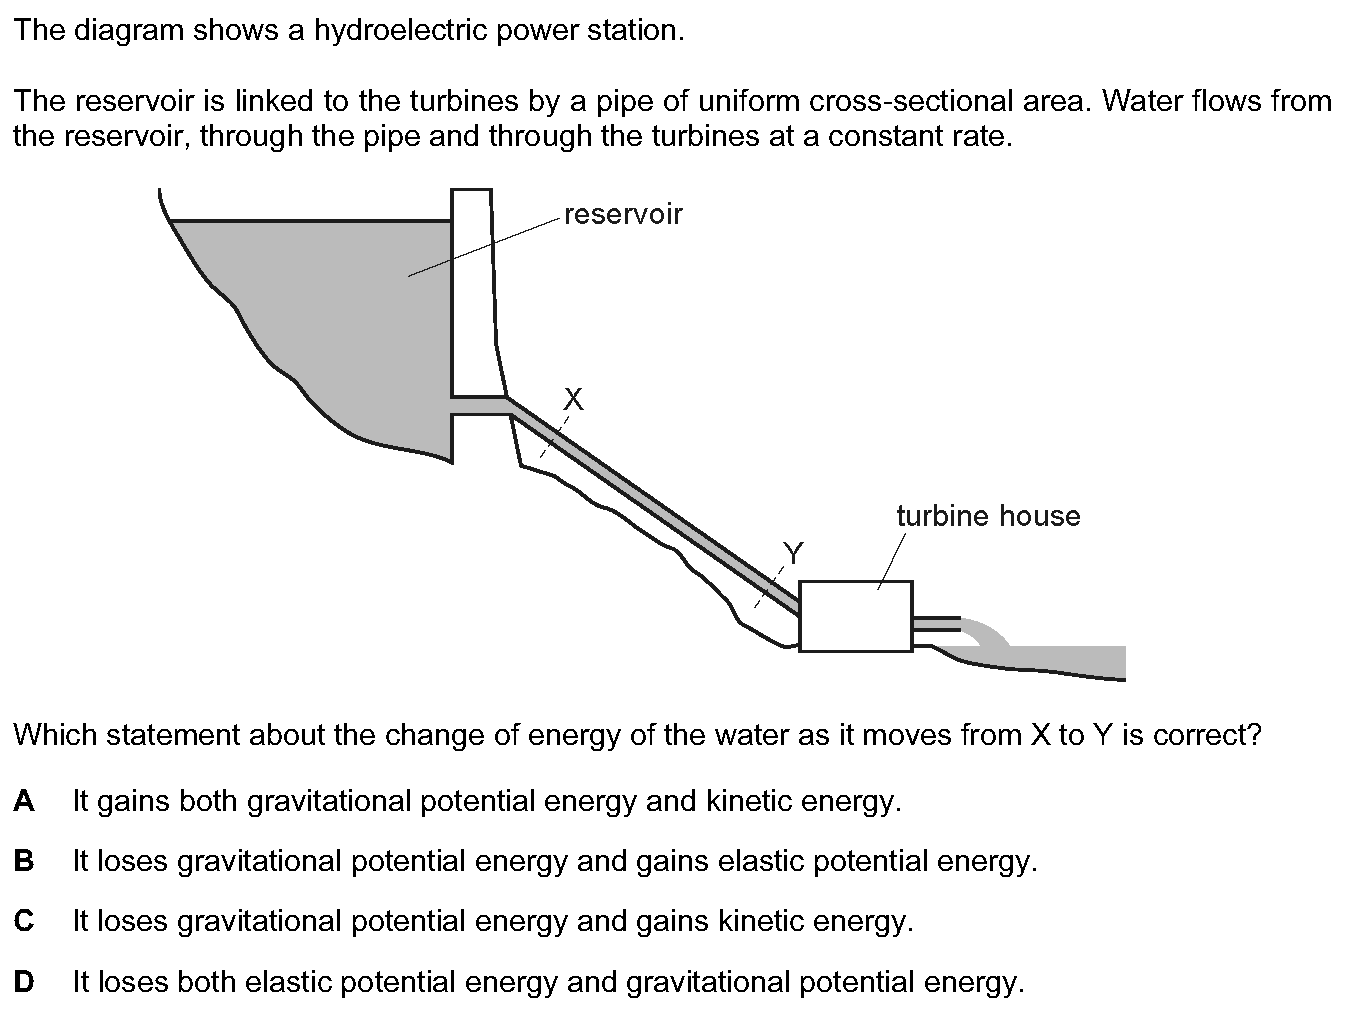 The diagram shows a hydroelectric power station.
The reservoir is linked to the turbines by a pipe of uniform cross-sectional area. Water flows from
the reservoir, through the pipe and through the turbines at a constant rate.
reservoir
X
turbine house
Y
Which statement about the change of energy of the water as it moves from X to Y is correct?
A It gains both gravitational potential energy and kinetic energy.
B It loses gravitational potential energy and gains elastic potential energy.
C It loses gravitational potential energy and gains kinetic energy.
D It loses both elastic potential energy and gravitational potential energy.